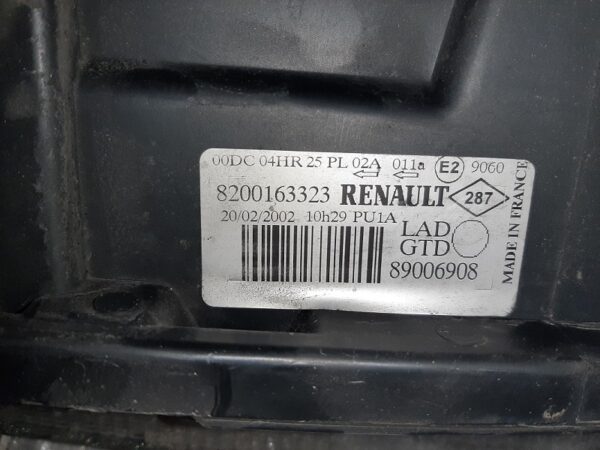 00DC 04HR 25 PL 02A 011a E2 9060
8200163323 RENAULT 287
20/02/2002 10h29 PU1A
LAD
GTD
89006908
MADE IN FRANCE